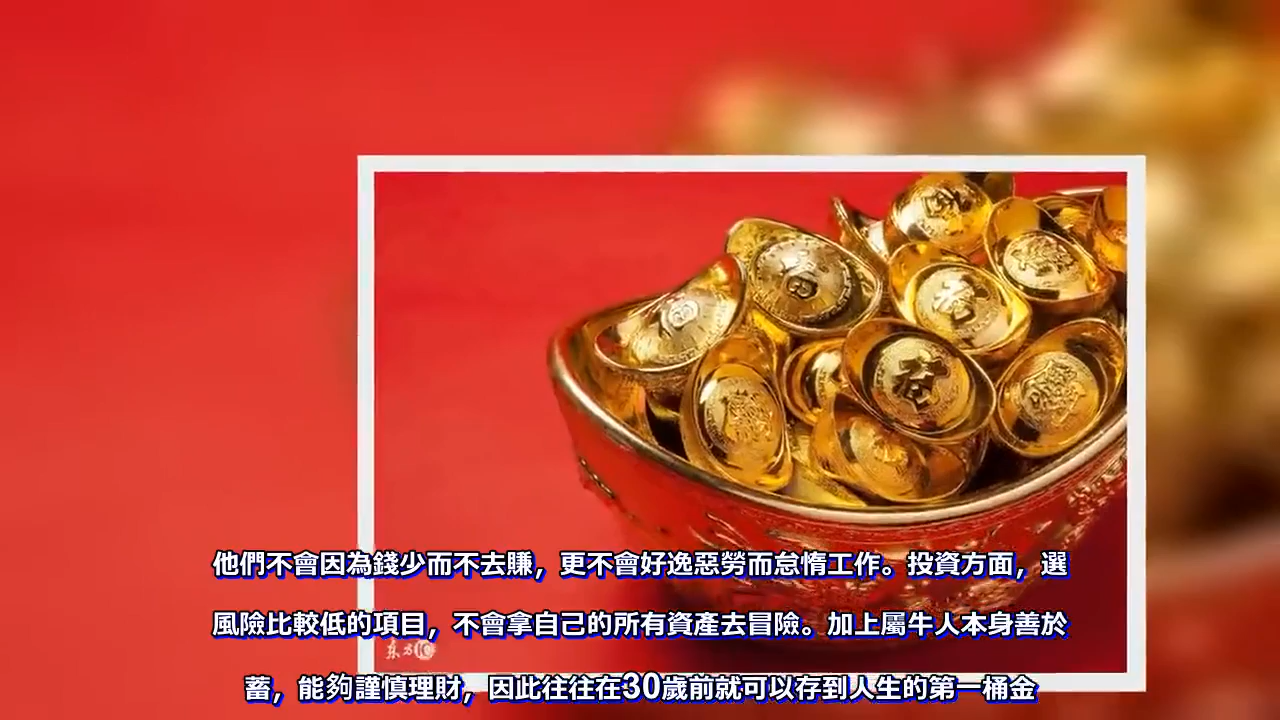 福
福
他們不會因為錢少而不去賺，更不會好逸惡勞而怠惰工作。投資方面，選
風險比較低的項目，不會拿自己的所有資產去冒險。加上屬牛人本身善於
蓄，能夠謹慎理財，因此往往在30歲前就可以存到人生的第一桶金